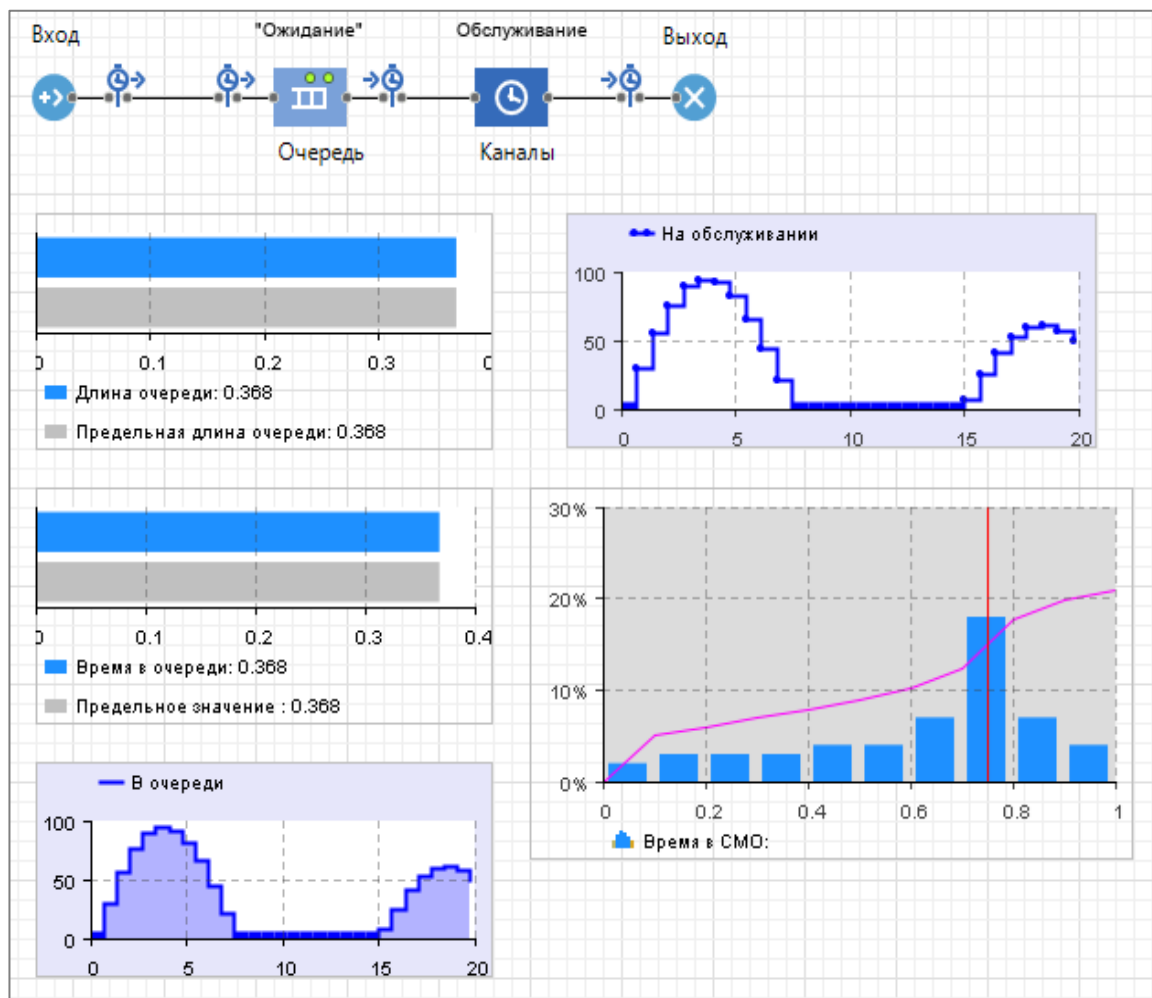 Вход
"Ожидание"
Обслуживание
Выход
Очередь
Каналы
0 0.1 0.2 0.3
Длина очереди: 0.368
Предельная длина очереди: 0.368
На обслуживании
100
50
0
0 5 10 15 20
0 0.1 0.2 0.3 0.4
Время в очереди: 0.368
Предельное значение : 0.368
30%
20%
10%
0%
0 0.2 0.4 0.6 0.8 1
Время в СМО:
В очереди
100
50
0
0 5 10 15 20